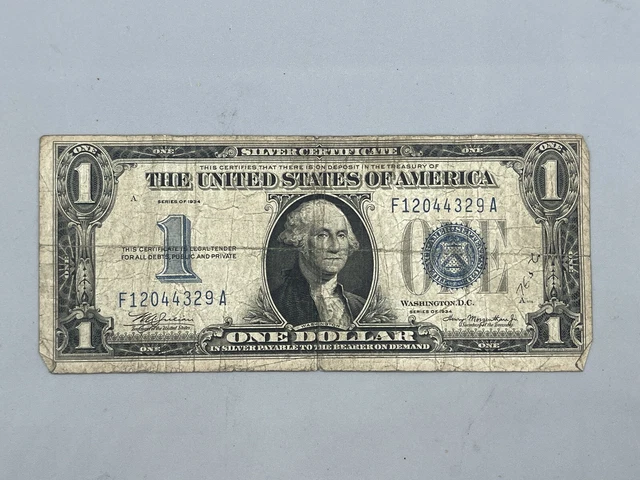 ONE SILVER CERTIFICATE ONE
ONE ONE
1 1
THIS CERTIFIES THAT THERE IS ON DEPOSIT IN THE TREASURY OF
THE UNITED STATES OF AMERICA
A SERIES OF 1934
F12044329A
1 ONE
THIS CERTIFICATE IS LEGAL TENDER
FOR ALL DEBTS, PUBLIC AND PRIVATE
F12044329A
WASHINGTON, D.C.
SERIES OF 1934
WASHINGTON
1 1
ONE DOLLAR
IN SILVER PAYABLE TO THE BEARER ON DEMAND
ONE ONE